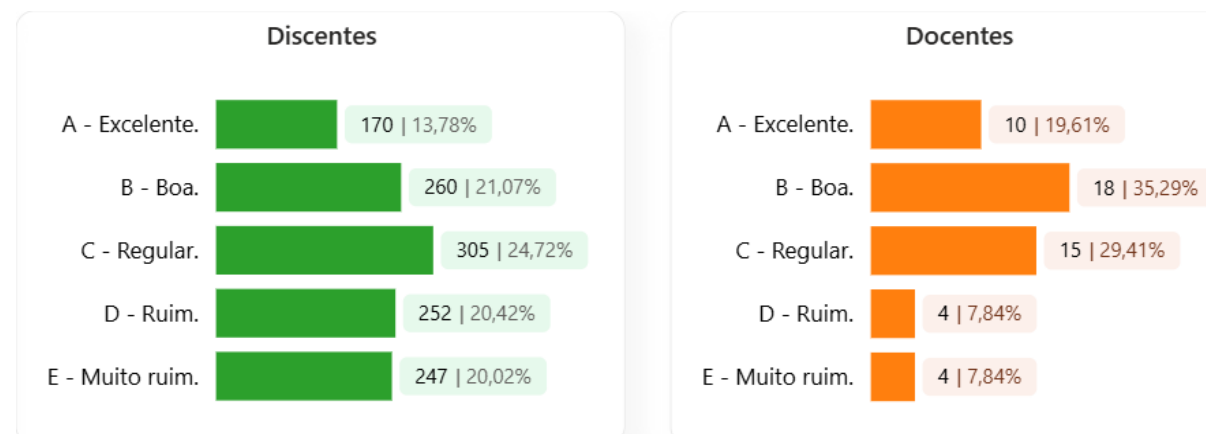 Discentes
A - Excelente. 170 | 13,78%
B - Boa. 260 | 21,07%
C - Regular. 305 | 24,72%
D - Ruim. 252 | 20,42%
E - Muito ruim. 247 | 20,02%
Docentes
A - Excelente. 10 | 19,61%
B - Boa. 18 | 35,29%
C - Regular. 15 | 29,41%
D - Ruim. 4 | 7,84%
E - Muito ruim. 4 | 7,84%